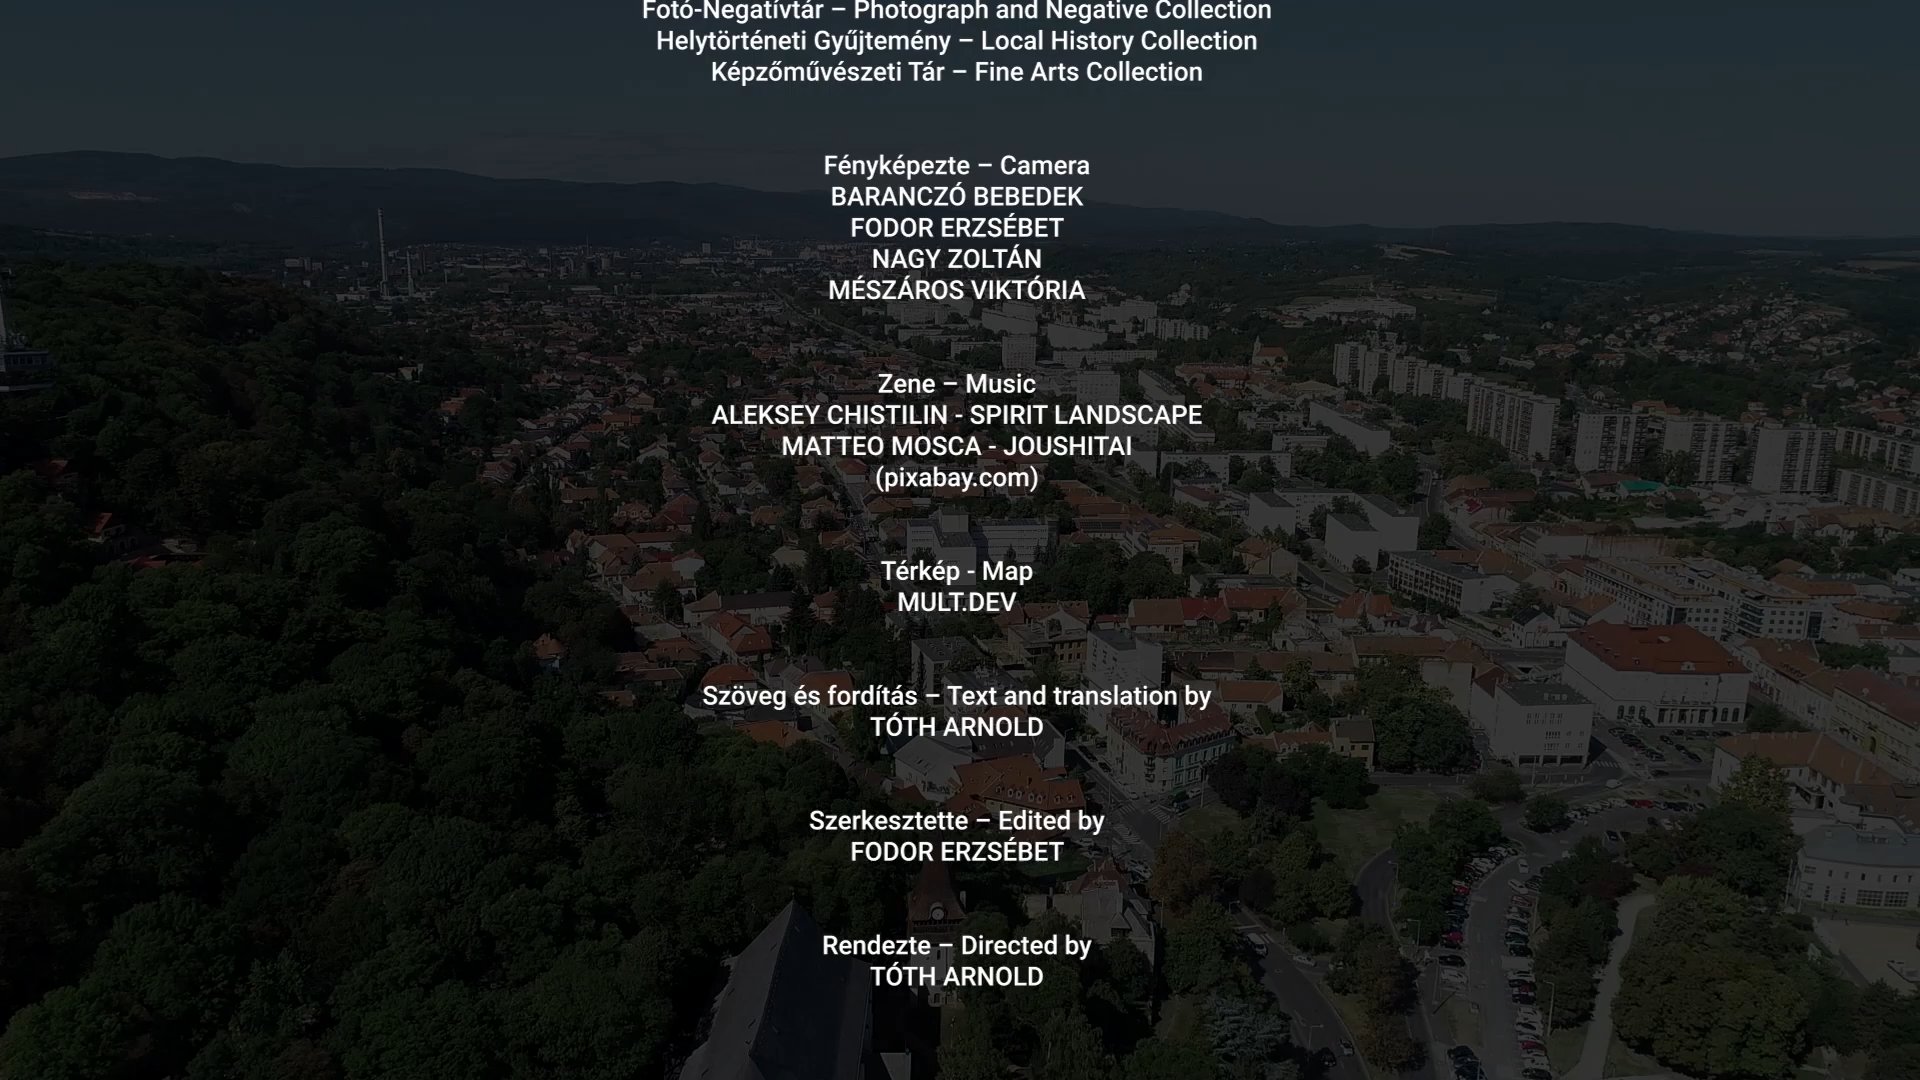 Fotó-Negatívtár – Photograph and Negative Collection
Helytörténeti Gyűjtemény – Local History Collection
Képzőművészeti Tár – Fine Arts Collection
Fényképezte – Camera
BARANCZÓ BEBEDEK
FODOR ERZSÉBET
NAGY ZOLTÁN
MÉSZÁROS VIKTÓRIA
Zene – Music
ALEKSEY CHISTILIN - SPIRIT LANDSCAPE
MATTEO MOSCA - JOUSHITAI
(pixabay.com)
Térkép - Map
MULT.DEV
Szöveg és fordítás – Text and translation by
TÓTH ARNOLD
Szerkesztette – Edited by
FODOR ERZSÉBET
Rendezte – Directed by
TÓTH ARNOLD